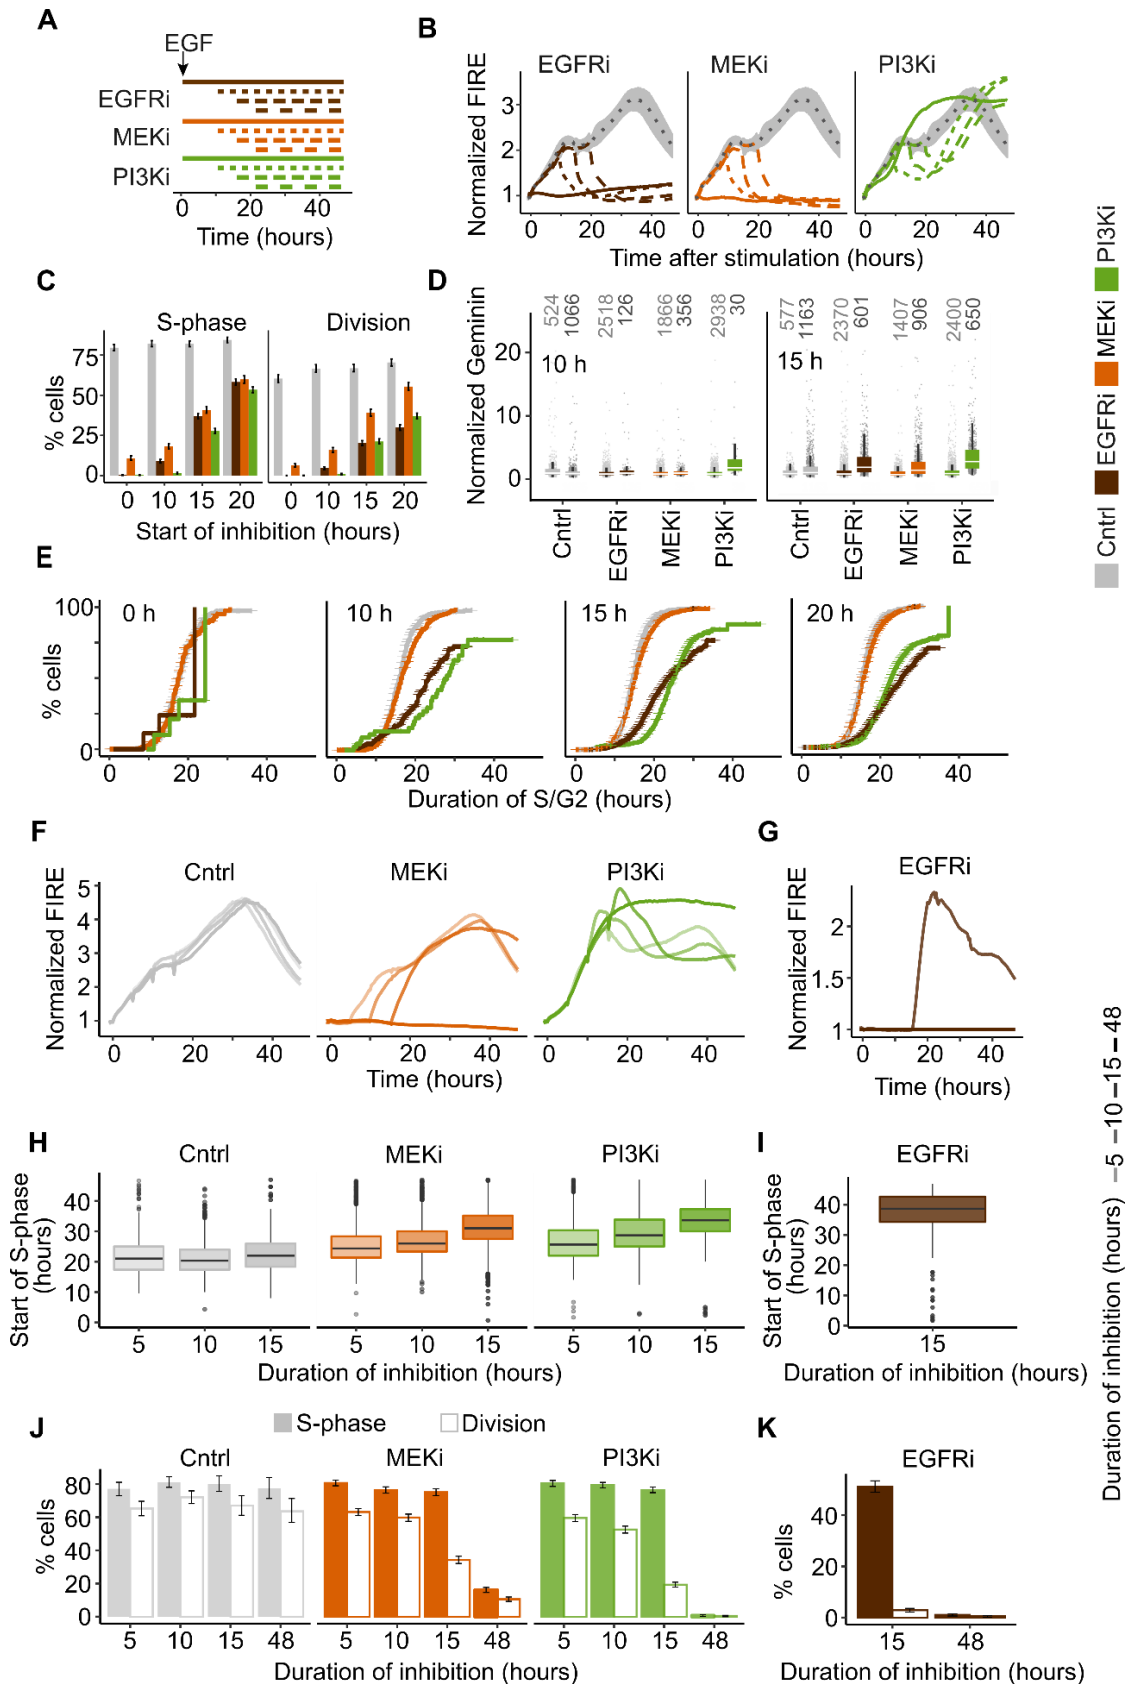 A
EGF
EGFRi
MEKi
PI3Ki
0 20 40
Time (hours)
B
EGFRi MEKi PI3Ki
Normalized FIRE
3
2
1
0 20 40 0 20 40 0 20 40
Time after stimulation (hours)
C
S-phase Division
% cells
75
50
25
0
0 10 15 20 0 10 15 20
Start of inhibition (hours)
D
Normalized Geminin
524 1066 2518 126 1866 356 2938 30
577 1163 2370 601 1407 906 2400 650
20
10
0
10 h 15 h
Cntrl EGFRi MEKi PI3Ki Cntrl EGFRi MEKi PI3Ki
Cntrl EGFRi MEKi PI3Ki
E
% cells
100
50
0
0 h 10 h 15 h 20 h
0 20 40 0 20 40 0 20 40 0 20 40
Duration of S/G2 (hours)
F
Cntrl MEKi PI3Ki
Normalized FIRE
5
4
3
2
1
0 20 40 0 20 40 0 20 40
Time (hours)
G
EGFRi
Normalized FIRE
2
1.5
1
0 20 40
Time (hours)
H
Cntrl MEKi PI3Ki
Start of S-phase
(hours)
40
30
20
10
0
5 10 15 5 10 15 5 10 15
Duration of inhibition (hours)
I
EGFRi
Start of S-phase
(hours)
40
30
20
10
0
15
Duration of inhibition (hours)
Duration of inhibition (hours) 5 10 15 48
S-phase Division
J
Cntrl MEKi PI3Ki
% cells
80
60
40
20
0
5 10 15 48 5 10 15 48 5 10 15 48
Duration of inhibition (hours)
K
EGFRi
% cells
40
20
0
15 48
Duration of inhibition (hours)